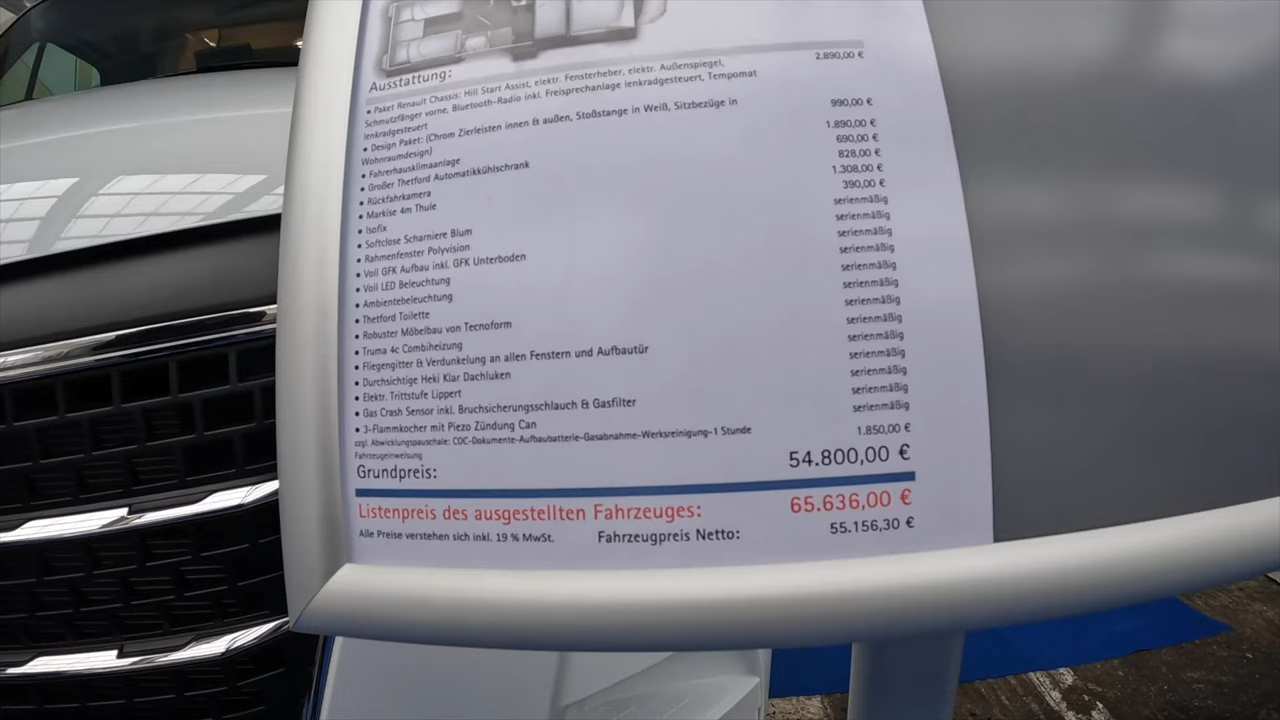 Ausstattung:
• Paket Renault Chassis: Hill Start Assist, elektr. Fensterheber, elektr. Außenspiegel, 2.890,00 €
Schmutzfänger vorne, Bluetooth-Radio inkl. Freisprechanlage lenkradgesteuert, Tempomat
lenkradgesteuert
• Design Paket: (Chrom Zierleisten innen & außen, Stoßstange in Weiß, Sitzbezüge in 990,00 €
Wohnraumdesign)
• Fahrerhausklimaanlage 1.890,00 €
• Großer Thetford Automatikkühlschrank 690,00 €
• Rückfahrkamera 828,00 €
• Markise 4m Thule 1.308,00 €
• Isofix 390,00 €
• Softclose Scharniere Blum serienmäßig
• Rahmenfenster Polyvision serienmäßig
• Voll GFK Aufbau inkl. GFK Unterboden serienmäßig
• Voll LED Beleuchtung serienmäßig
• Ambientebeleuchtung serienmäßig
• Thetford Toilette serienmäßig
• Robuster Möbelbau von Tecnoform serienmäßig
• Truma 4c Combiheizung serienmäßig
• Fliegengitter & Verdunkelung an allen Fenstern und Aufbautür serienmäßig
• Durchsichtige Heki Klar Dachluken serienmäßig
• Elektr. Trittstufe Lippert serienmäßig
• Gas Crash Sensor inkl. Bruchsicherungsschlauch & Gasfilter serienmäßig
• 3-Flammkocher mit Piezo Zündung Can serienmäßig
zzgl. Abwicklungspauschale: COC-Dokumente-Aufbaubatterie-Gasabnahme-Werksreinigung-1 Stunde 1.850,00 €
Fahrzeugeinweisung
Grundpreis: 54.800,00 €
Listenpreis des ausgestellten Fahrzeuges: 65.636,00 €
Alle Preise verstehen sich inkl. 19 % MwSt. Fahrzeugpreis Netto: 55.156,30 €